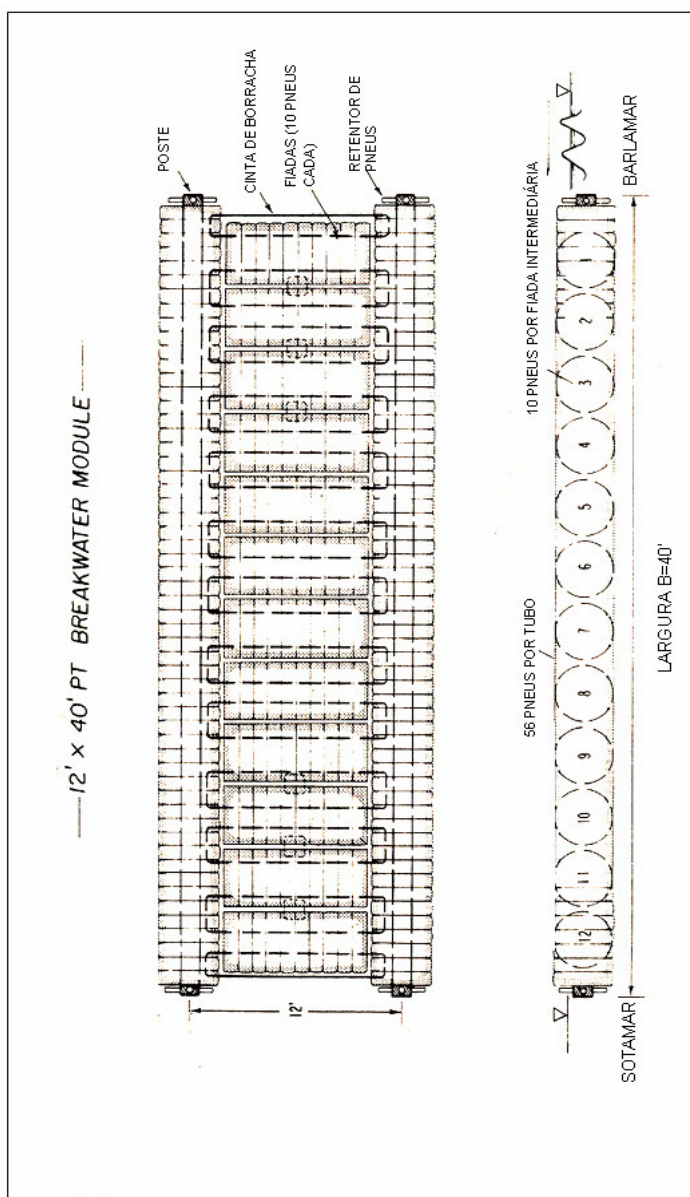 12' x 40' PT BREAKWATER MODULE
POSTE
CINTA DE BORRACHA
FIADAS (10 PNEUS
CADA)
RETENTOR DE
PNEUS
12'
56 PNEUS POR TUBO
10 PNEUS POR FIADA INTERMEDIÁRIA
12
11
10
9
8
7
6
5
4
3
2
1
SOTAMAR
LARGURA B=40'
BARLAMAR